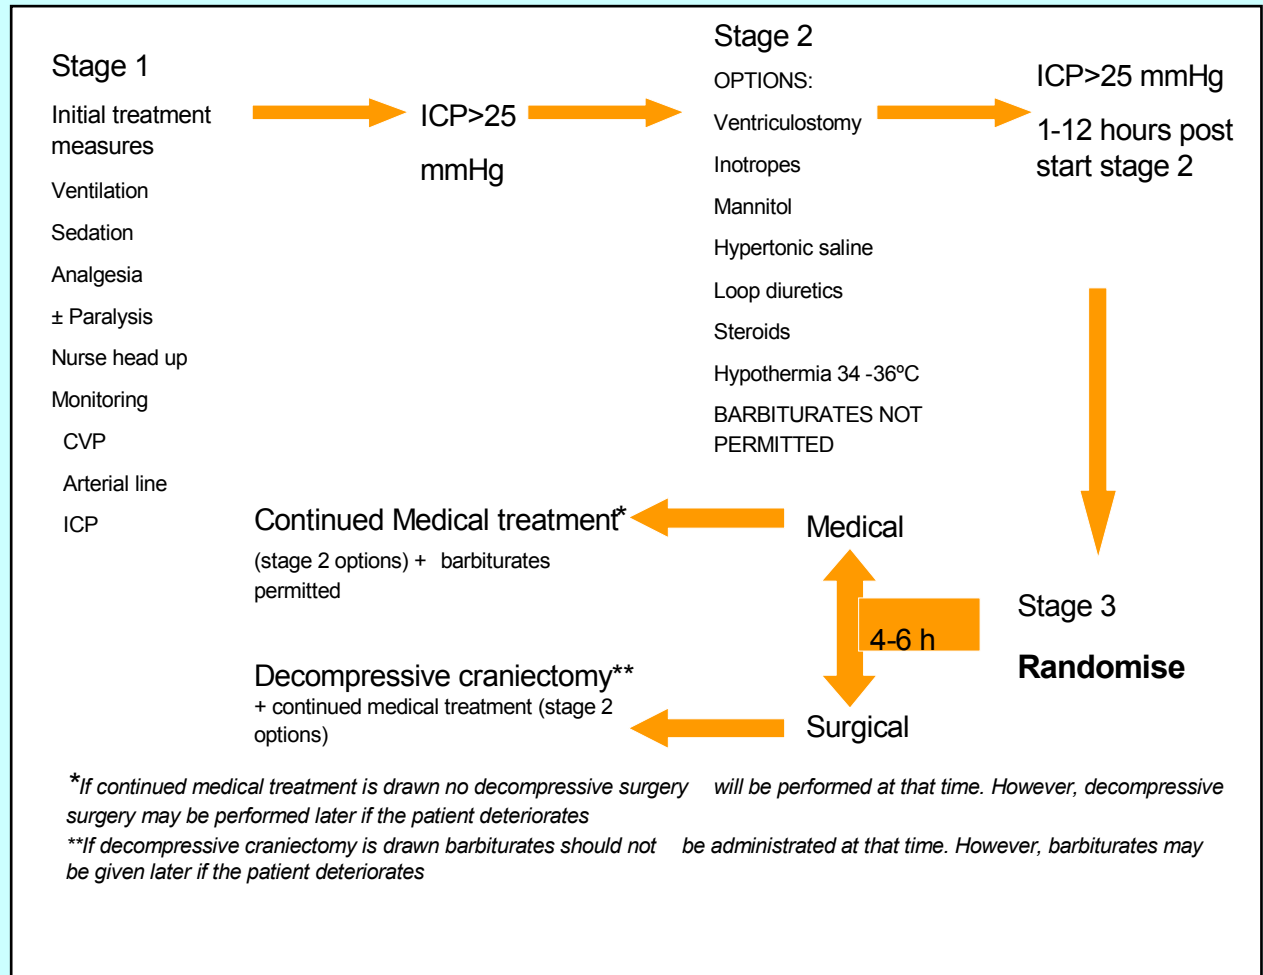 Stage 1
Initial treatment
measures
Ventilation
Sedation
Analgesia
± Paralysis
Nurse head up
Monitoring
CVP
Arterial line
ICP
ICP>25
mmHg
Stage 2
OPTIONS:
Ventriculostomy
Inotropes
Mannitol
Hypertonic saline
Loop diuretics
Steroids
Hypothermia 34 -36ºC
BARBITURATES NOT
PERMITTED
ICP>25 mmHg
1-12 hours post
start stage 2
Stage 3
Randomise
4-6 h
Medical
Surgical
Continued Medical treatment*
(stage 2 options) + barbiturates
permitted
Decompressive craniectomy**
+ continued medical treatment (stage 2
options)
*If continued medical treatment is drawn no decompressive surgery will be performed at that time. However, decompressive
surgery may be performed later if the patient deteriorates
**If decompressive craniectomy is drawn barbiturates should not be administrated at that time. However, barbiturates may
be given later if the patient deteriorates